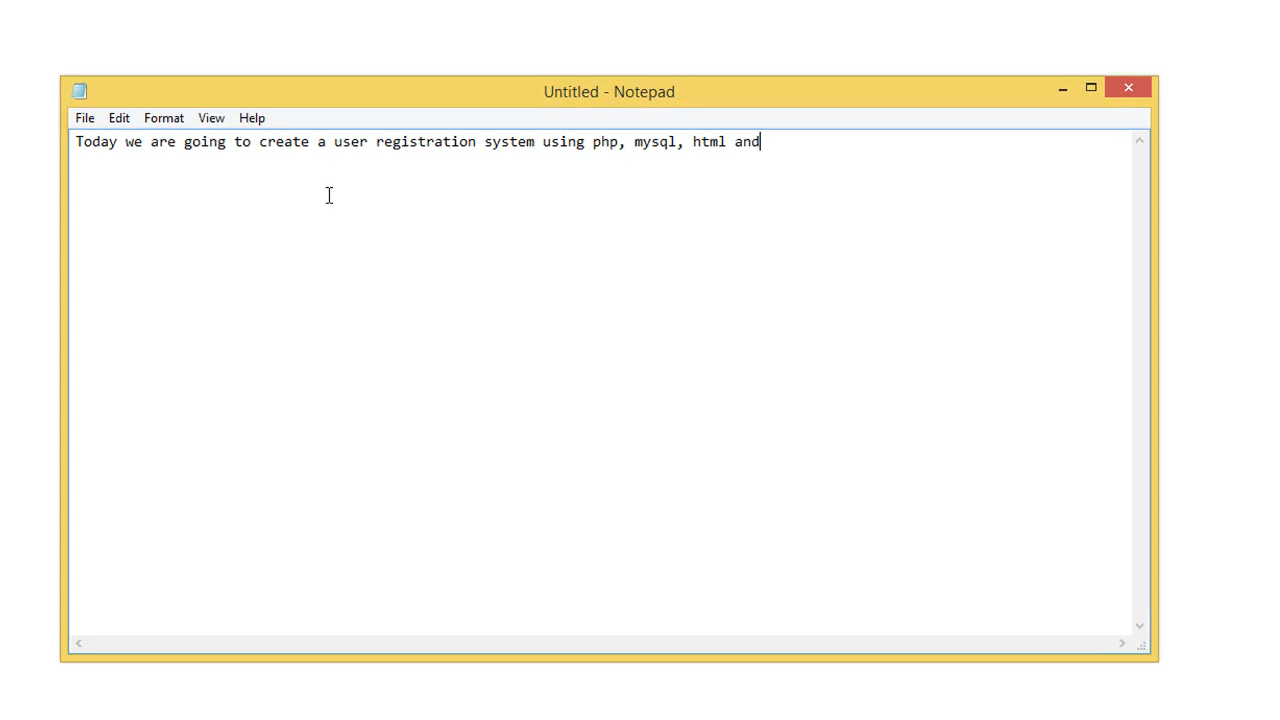 Untitled - Notepad
File Edit Format View Help
Today we are going to create a user registration system using php, mysql, html and